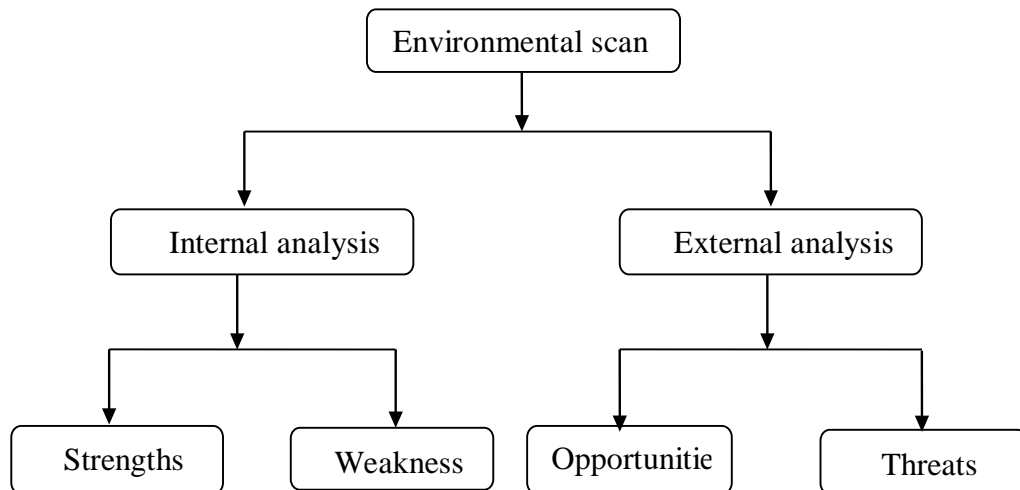 Environmental scan
Internal analysis
External analysis
Strengths
Weakness
Opportunitie
Threats